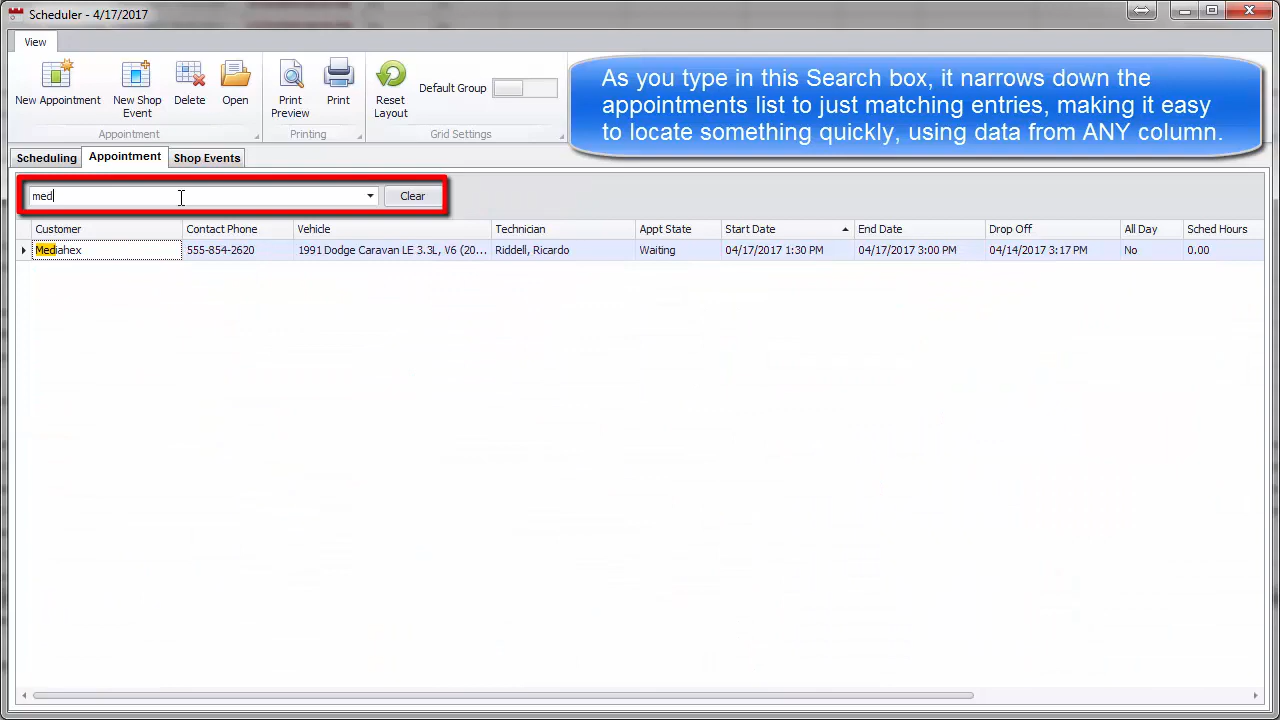 Scheduler - 4/17/2017
View
As you type in this Search box, it narrows down the
appointments list to just matching entries, making it easy
to locate something quickly, using data from ANY column.
New Appointment
New Shop
Event
Delete
Open
Print
Preview
Print
Reset
Layout
Default Group
Appointment
Printing
Grid Settings
Scheduling Appointment Shop Events
med Clear
Customer Contact Phone Vehicle Technician Appt State Start Date End Date Drop Off All Day Sched Hours
Mediahex 555-854-2620 1991 Dodge Caravan LE 3.3L, V6 (20... Riddell, Ricardo Waiting 04/17/2017 1:30 PM 04/17/2017 3:00 PM 04/14/2017 3:17 PM No 0.00